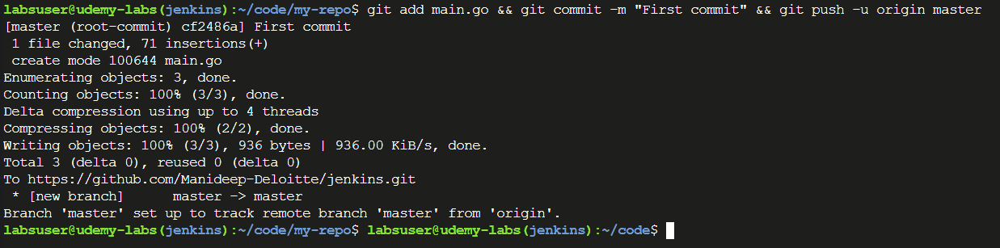 labsuser@udemy-labs(jenkins):~/code/my-repo$ git add main.go && git commit -m "First commit" && git push -u origin master
[master (root-commit) cf2486a] First commit
 1 file changed, 71 insertions(+)
 create mode 100644 main.go
Enumerating objects: 3, done.
Counting objects: 100% (3/3), done.
Delta compression using up to 4 threads
Compressing objects: 100% (2/2), done.
Writing objects: 100% (3/3), 936 bytes | 936.00 KiB/s, done.
Total 3 (delta 0), reused 0 (delta 0)
To https://github.com/Manideep-Deloitte/jenkins.git
 * [new branch]      master -> master
Branch 'master' set up to track remote branch 'master' from 'origin'.
labsuser@udemy-labs(jenkins):~/code/my-repo$ labsuser@udemy-labs(jenkins):~/code$